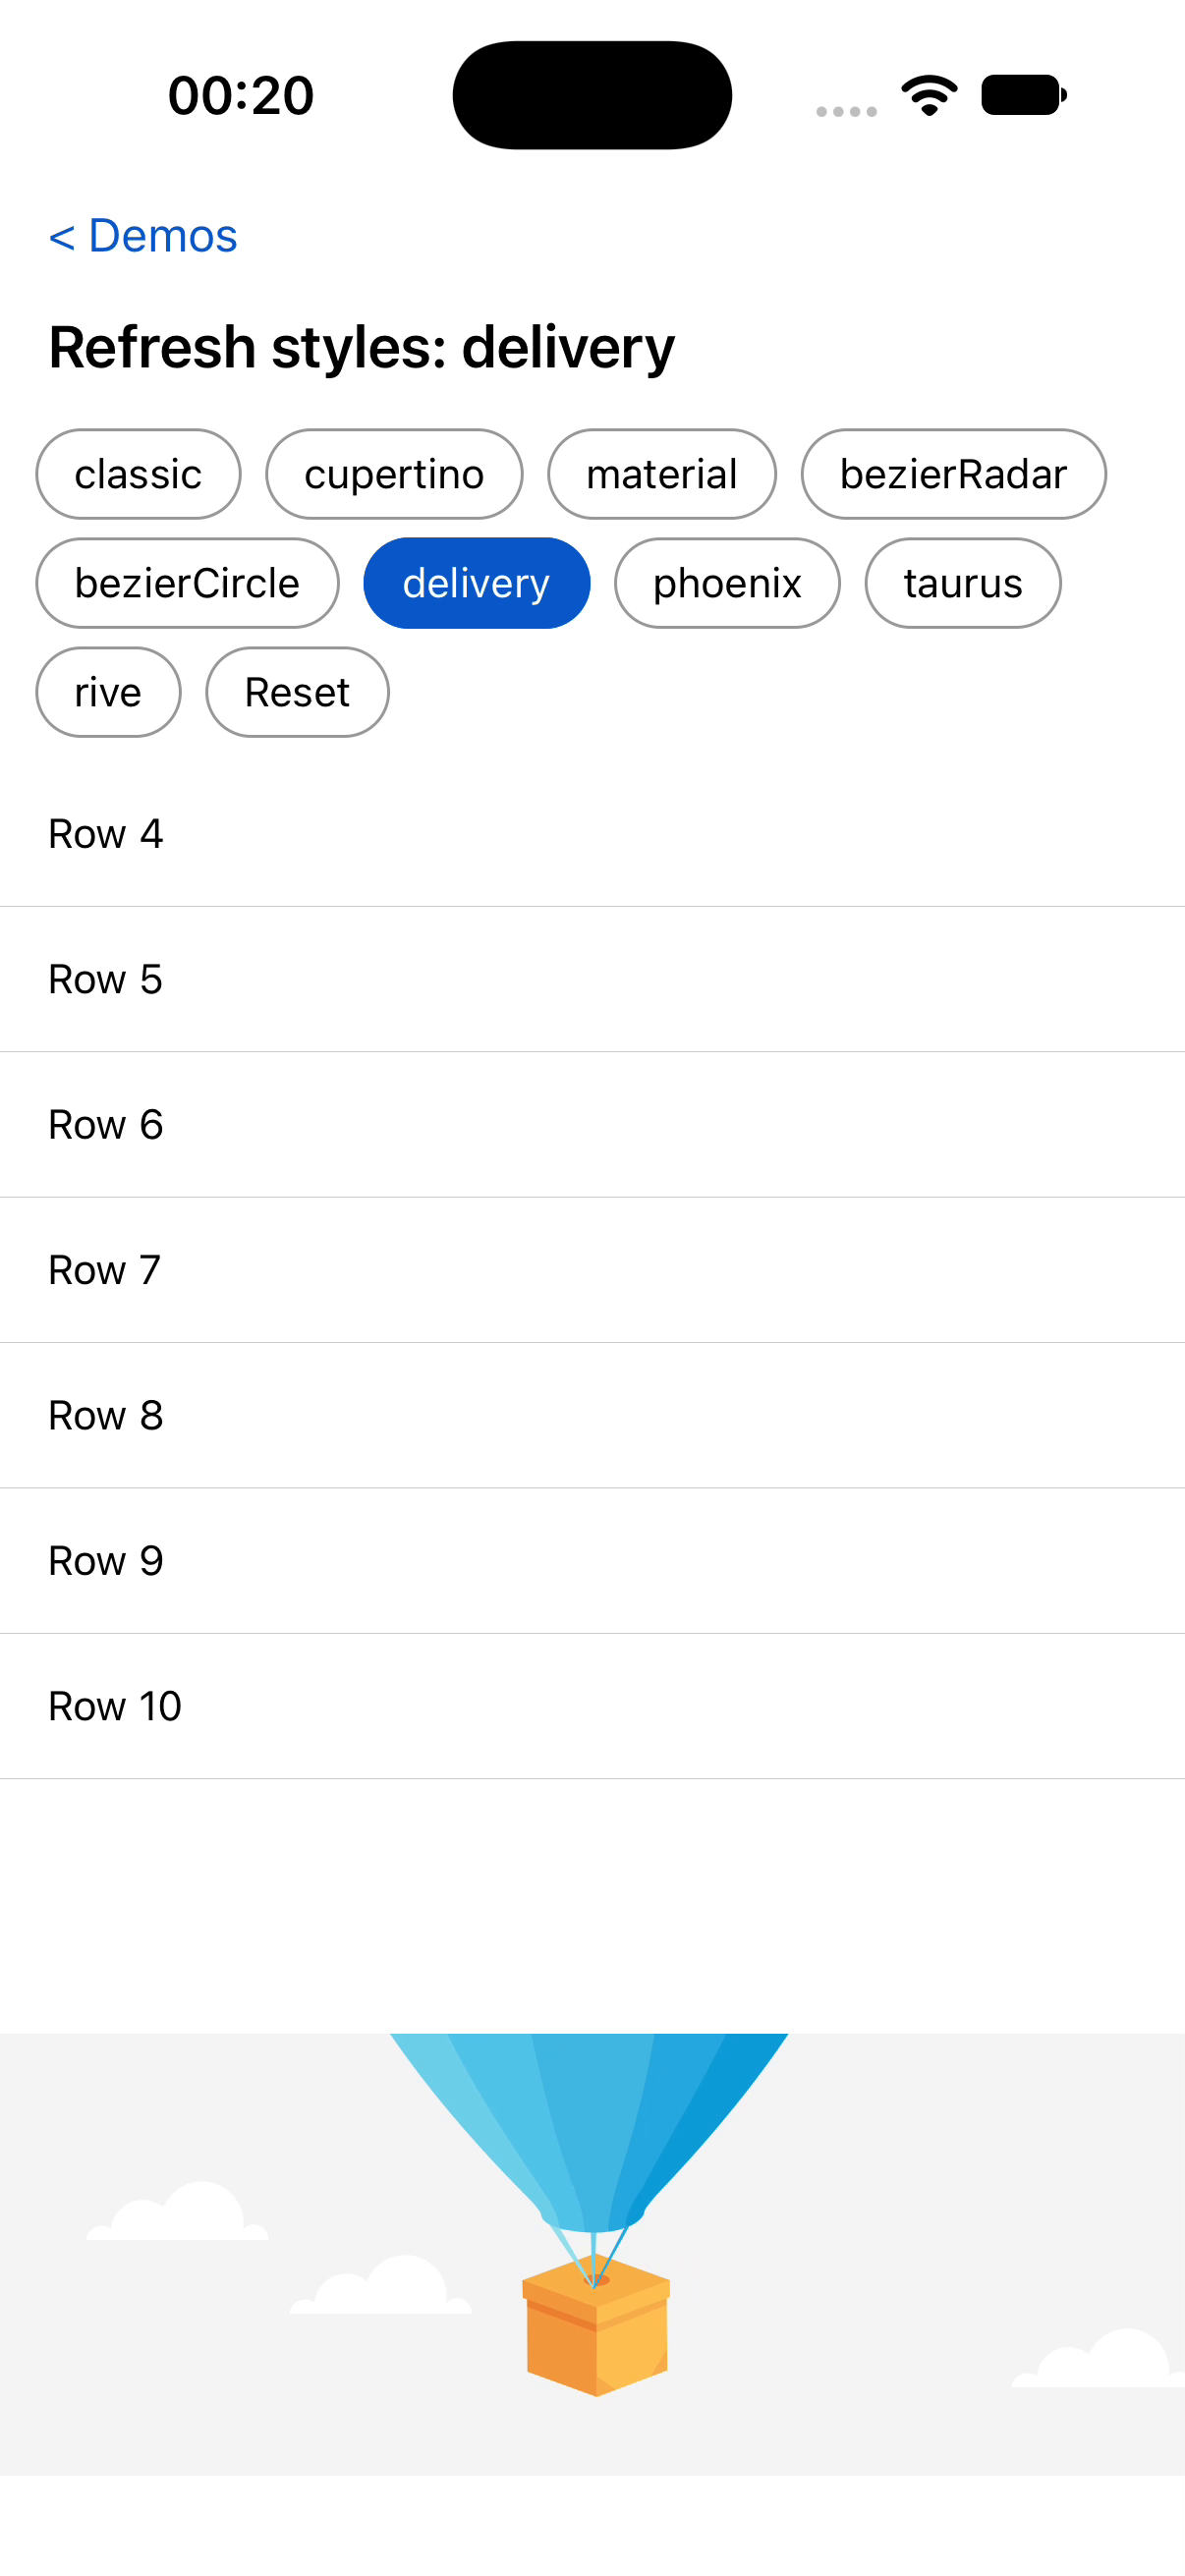 00:20
< Demos
Refresh styles: delivery
classic cupertino material bezierRadar
bezierCircle delivery phoenix taurus
rive Reset
Row 4
Row 5
Row 6
Row 7
Row 8
Row 9
Row 10